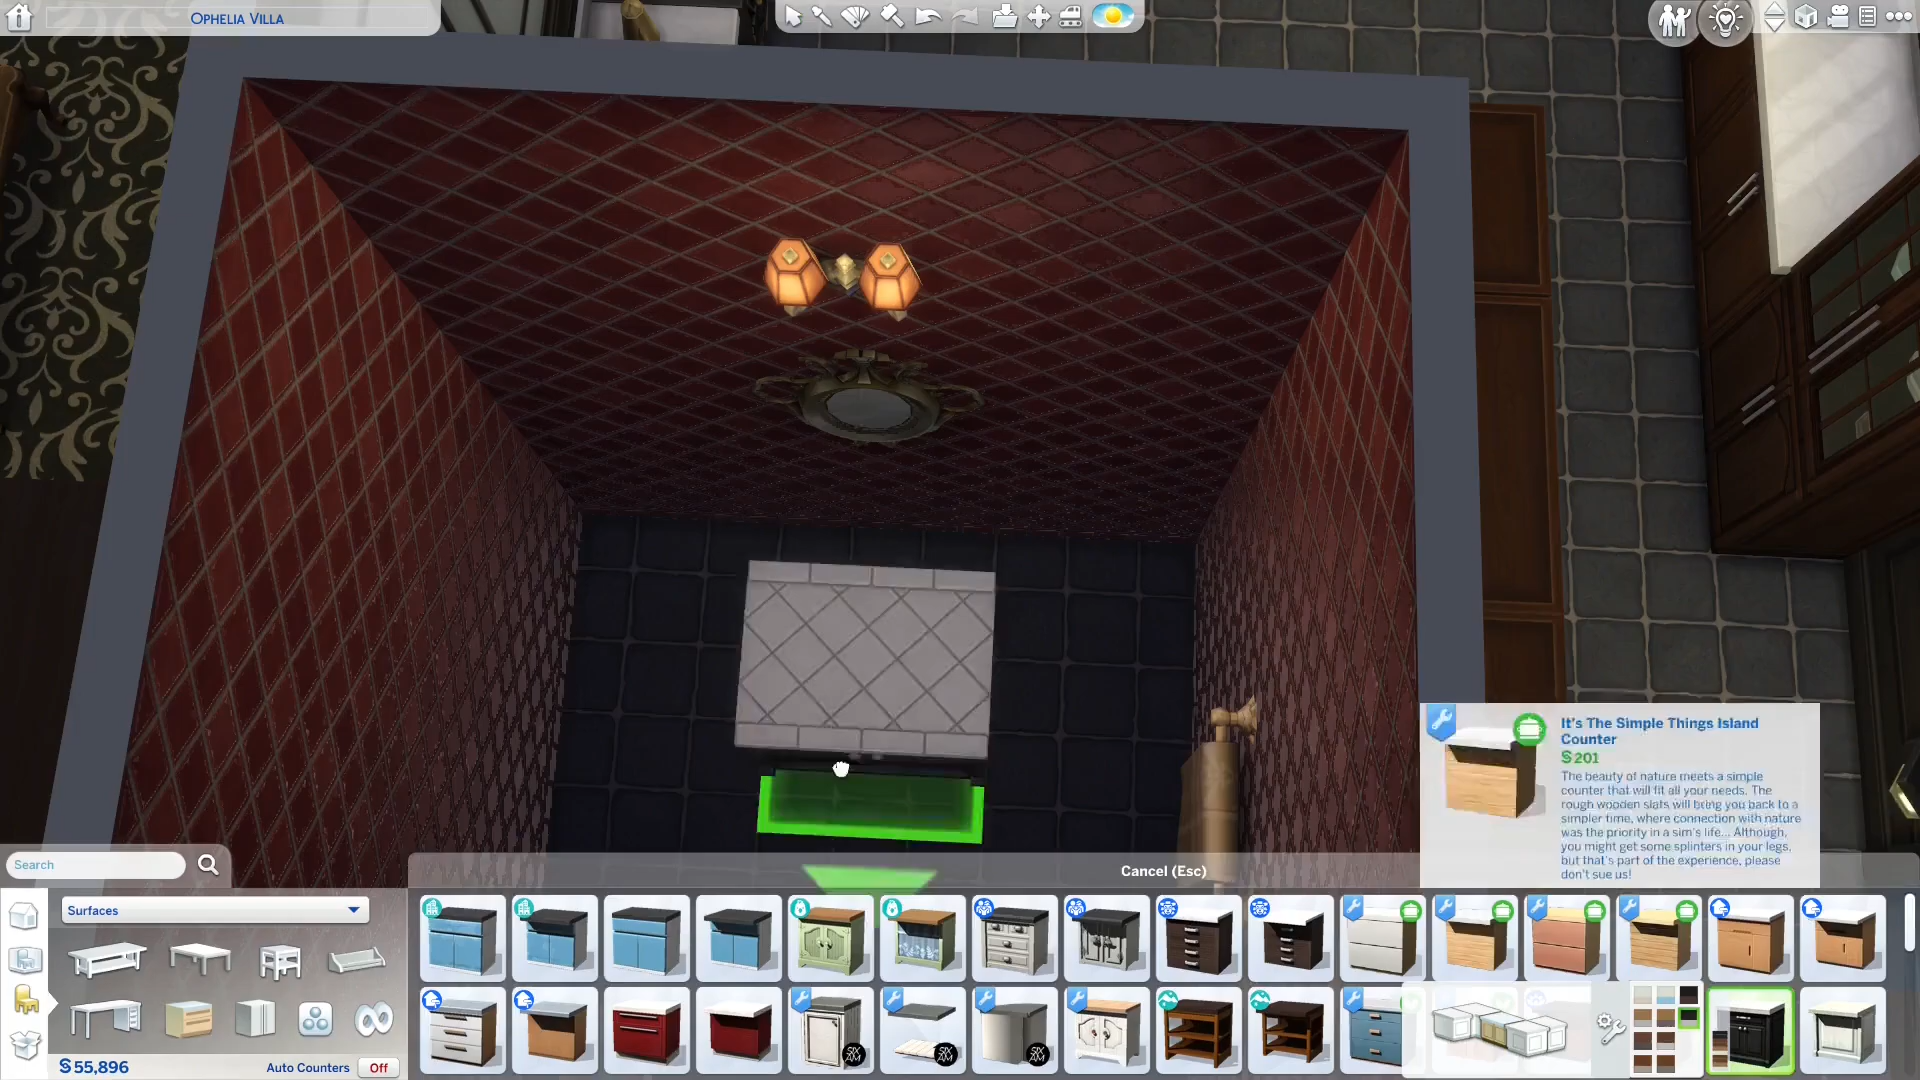 Ophelia Villa
It's The Simple Things Island
Counter
§201
The beauty of nature meets a simple
counter that will fit all your needs. The
rough wooden slats will bring you back to a
simpler time, where connection with nature
was the priority in a sim's life... Although,
you might get some splinters in your legs,
but that's part of the experience, please
don't sue us!
Search
Cancel (Esc)
Surfaces
§55,896
Auto Counters
Off
SIXAM
SIXAM
SIXAM